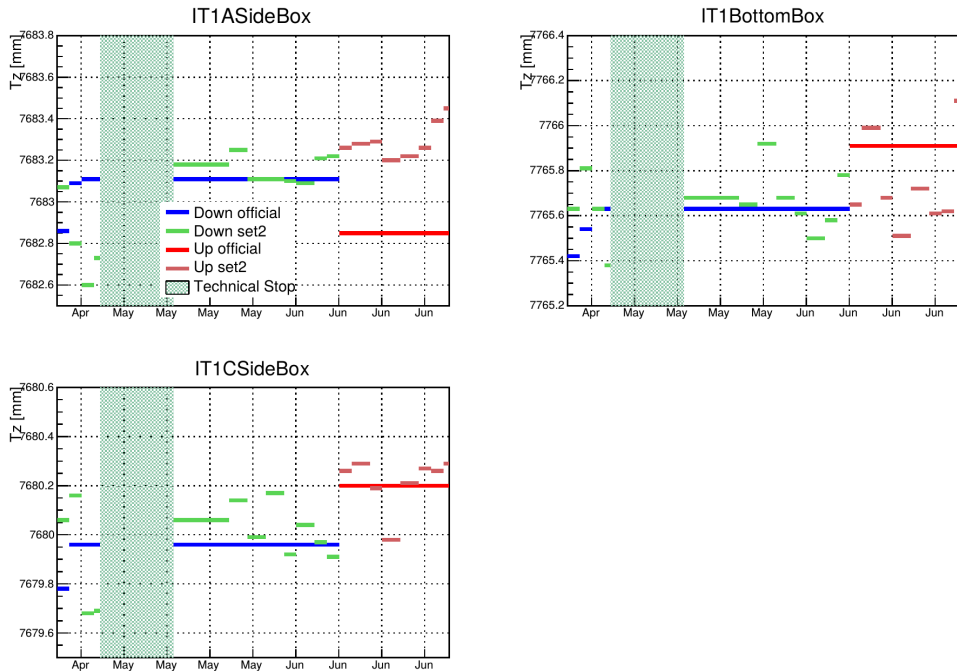 IT1ASideBox
Tz [mm]
7683.8
7683.6
7683.4
7683.2
7683
7682.8
7682.6
Down official
Down set2
Up official
Up set2
Technical Stop
Apr May May May May Jun Jun Jun Jun
IT1BottomBox
Tz [mm]
7766.4
7766.2
7766
7765.8
7765.6
7765.4
7765.2
Apr May May May May Jun Jun Jun Jun
IT1CSideBox
Tz [mm]
7680.6
7680.4
7680.2
7680
7679.8
7679.6
Apr May May May May Jun Jun Jun Jun